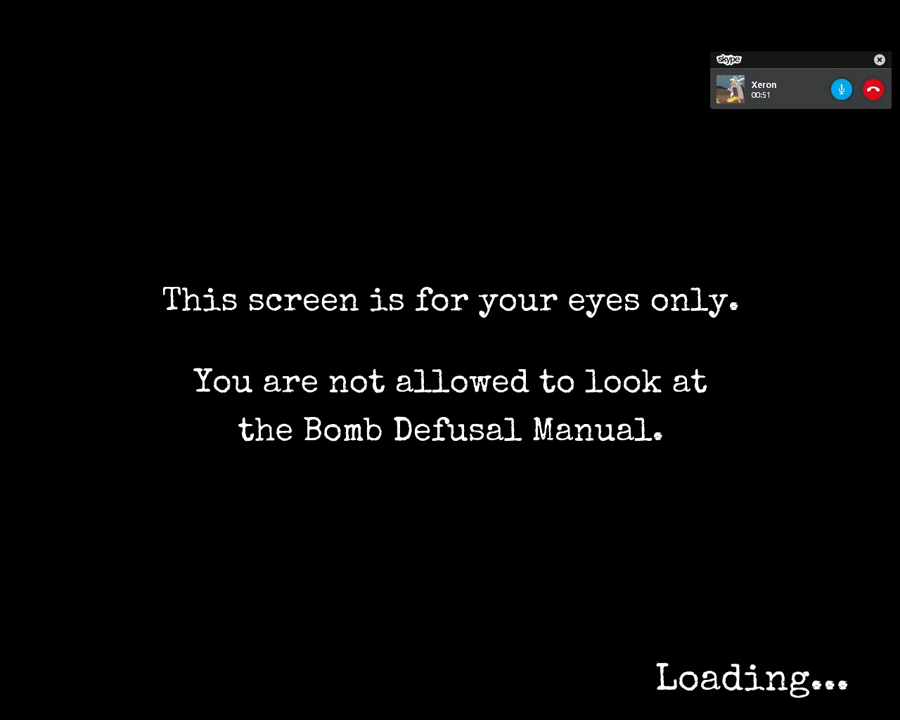 skype
Xeron
00:51
This screen is for your eyes only.
You are not allowed to look at
the Bomb Defusal Manual.
Loading...